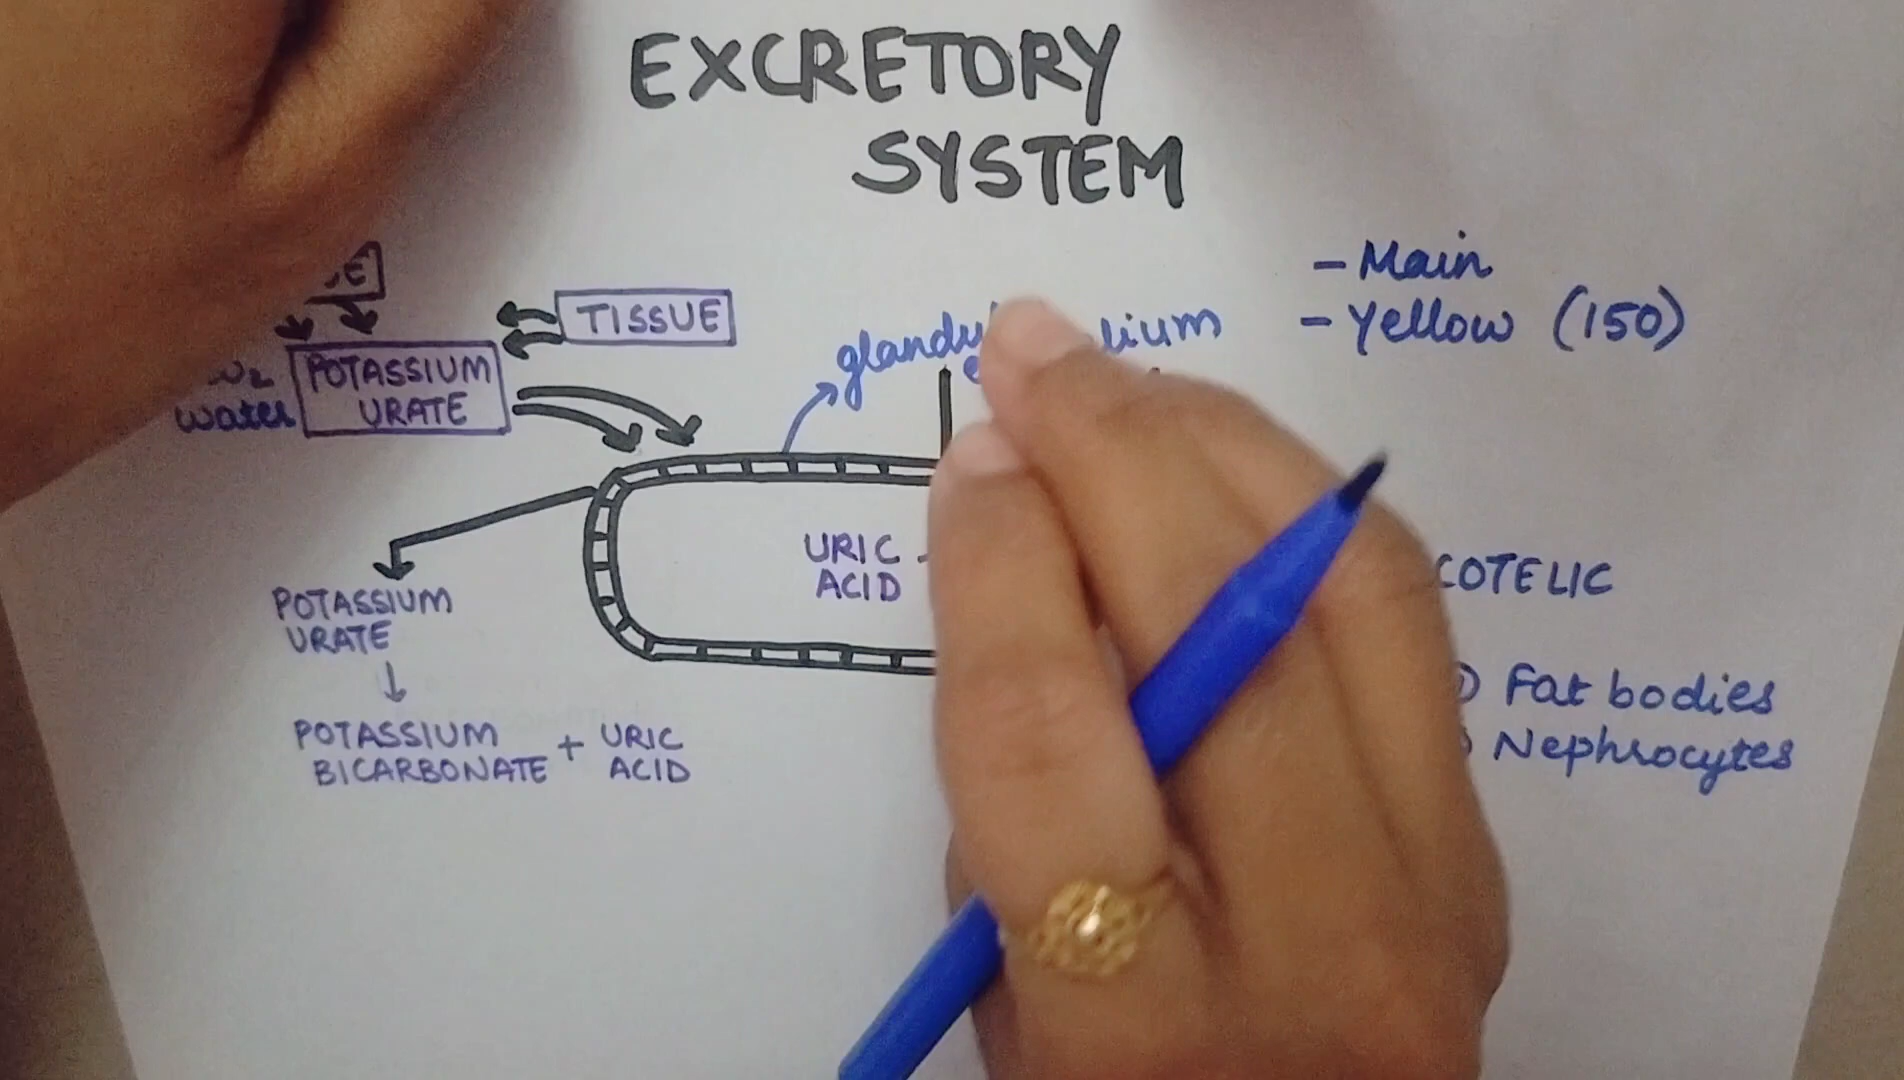 EXCRETORY
SYSTEM
- Main
- Yellow (150)
TISSUE
POTASSIUM
URATE
water
URIC
ACID
POTASSIUM
URATE
POTASSIUM
BICARBONATE + URIC
ACID
Fat bodies
Nephrocytes